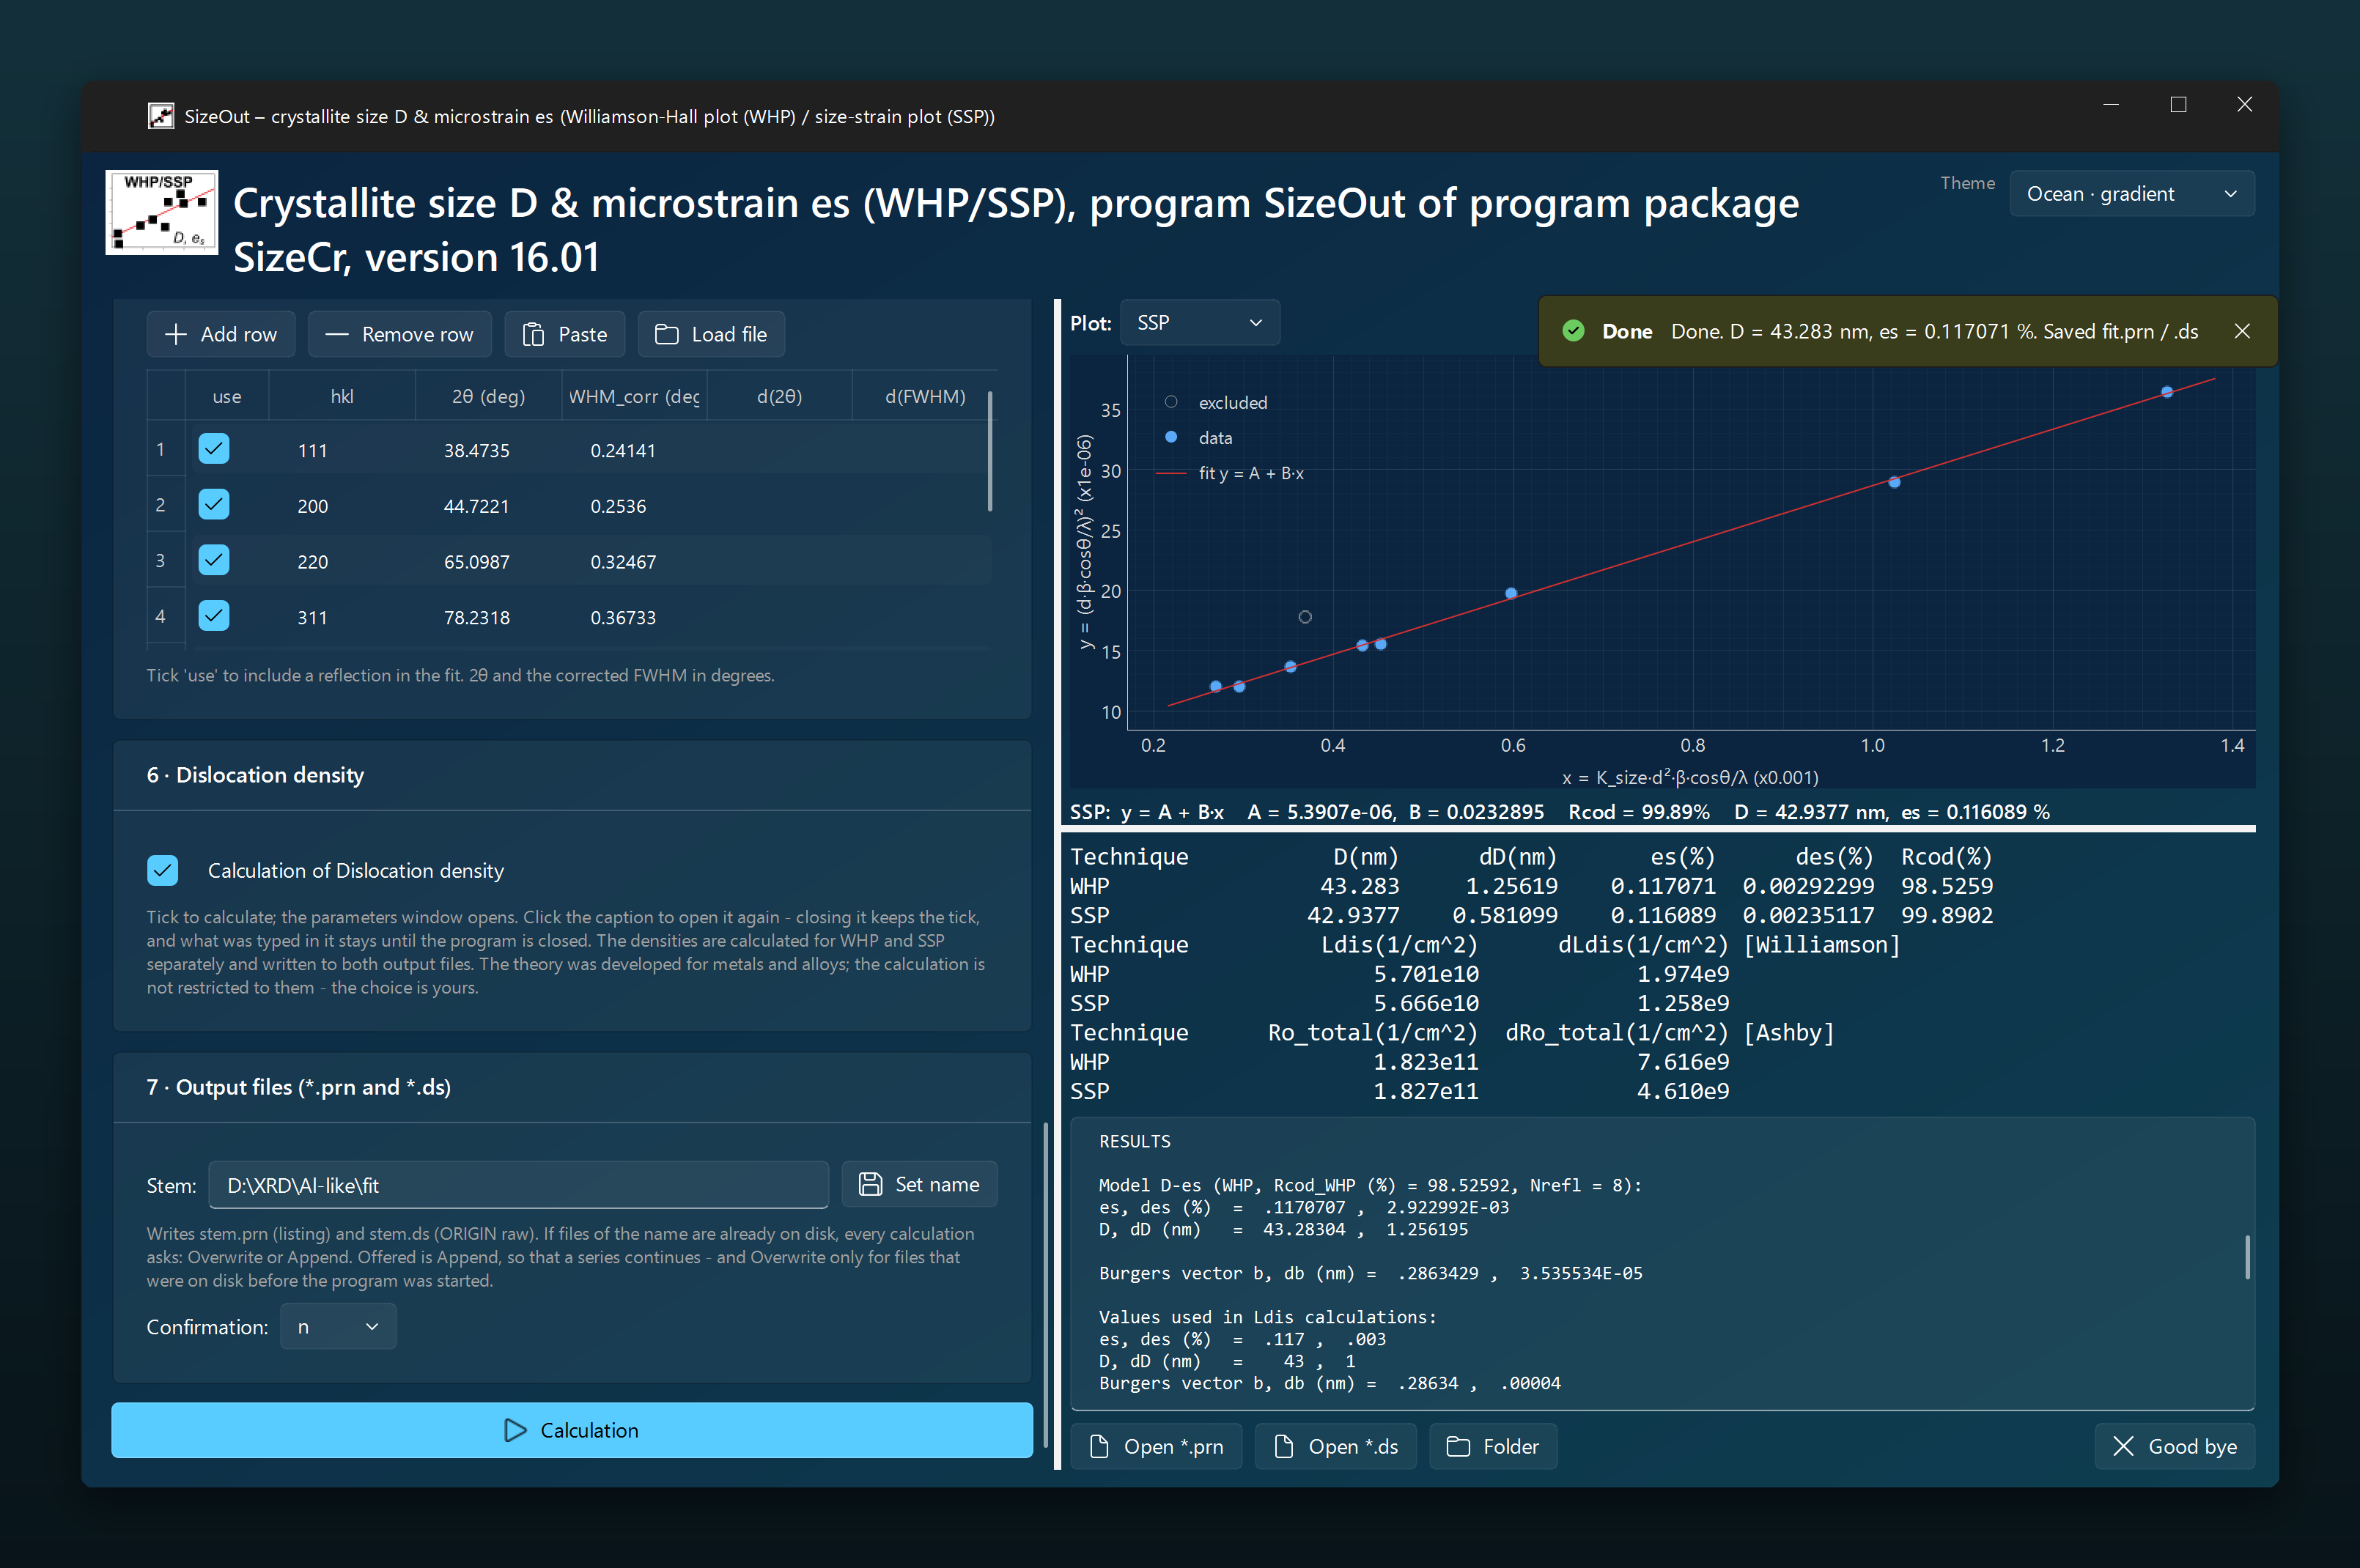 SizeOut – crystallite size D & microstrain es (Williamson-Hall plot (WHP) / size-strain plot (SSP))
WHP/SSP
D, es
Crystallite size D & microstrain es (WHP/SSP), program SizeOut of program package
SizeCr, version 16.01
Theme
Ocean · gradient
Add row
Remove row
Paste
Load file
use hkl 2θ (deg) WHM_corr (deg d(2θ) d(FWHM)
1 111 38.4735 0.24141
2 200 44.7221 0.2536
3 220 65.0987 0.32467
4 311 78.2318 0.36733
Tick 'use' to include a reflection in the fit. 2θ and the corrected FWHM in degrees.
6 · Dislocation density
Calculation of Dislocation density
Tick to calculate; the parameters window opens. Click the caption to open it again - closing it keeps the tick,
and what was typed in it stays until the program is closed. The densities are calculated for WHP and SSP
separately and written to both output files. The theory was developed for metals and alloys; the calculation is
not restricted to them - the choice is yours.
7 · Output files (*.prn and *.ds)
Stem: D:\XRD\Al-like\fit
Set name
Writes stem.prn (listing) and stem.ds (ORIGIN raw). If files of the name are already on disk, every calculation
asks: Overwrite or Append. Offered is Append, so that a series continues - and Overwrite only for files that
were on disk before the program was started.
Confirmation: n
Calculation
Plot: SSP
Done Done. D = 43.283 nm, es = 0.117071 %. Saved fit.prn / .ds
excluded
data
fit y = A + B·x
y = (d·β·cosθ/λ)² (x1e-06)
35
30
25
20
15
10
0.2 0.4 0.6 0.8 1.0 1.2 1.4
x = K_size·d²·β·cosθ/λ (x0.001)
SSP: y = A + B·x A = 5.3907e-06, B = 0.0232895 Rcod = 99.89% D = 42.9377 nm, es = 0.116089 %
Technique D(nm) dD(nm) es(%) des(%) Rcod(%)
WHP 43.283 1.25619 0.117071 0.00292299 98.5259
SSP 42.9377 0.581099 0.116089 0.00235117 99.8902
Technique Ldis(1/cm^2) dLdis(1/cm^2) [Williamson]
WHP 5.701e10 1.974e9
SSP 5.666e10 1.258e9
Technique Ro_total(1/cm^2) dRo_total(1/cm^2) [Ashby]
WHP 1.823e11 7.616e9
SSP 1.827e11 4.610e9
RESULTS
Model D-es (WHP, Rcod_WHP (%) = 98.52592, Nrefl = 8):
es, des (%) = .1170707 , 2.922992E-03
D, dD (nm) = 43.28304 , 1.256195
Burgers vector b, db (nm) = .2863429 , 3.535534E-05
Values used in Ldis calculations:
es, des (%) = .117 , .003
D, dD (nm) = 43 , 1
Burgers vector b, db (nm) = .28634 , .00004
Open *.prn
Open *.ds
Folder
Good bye